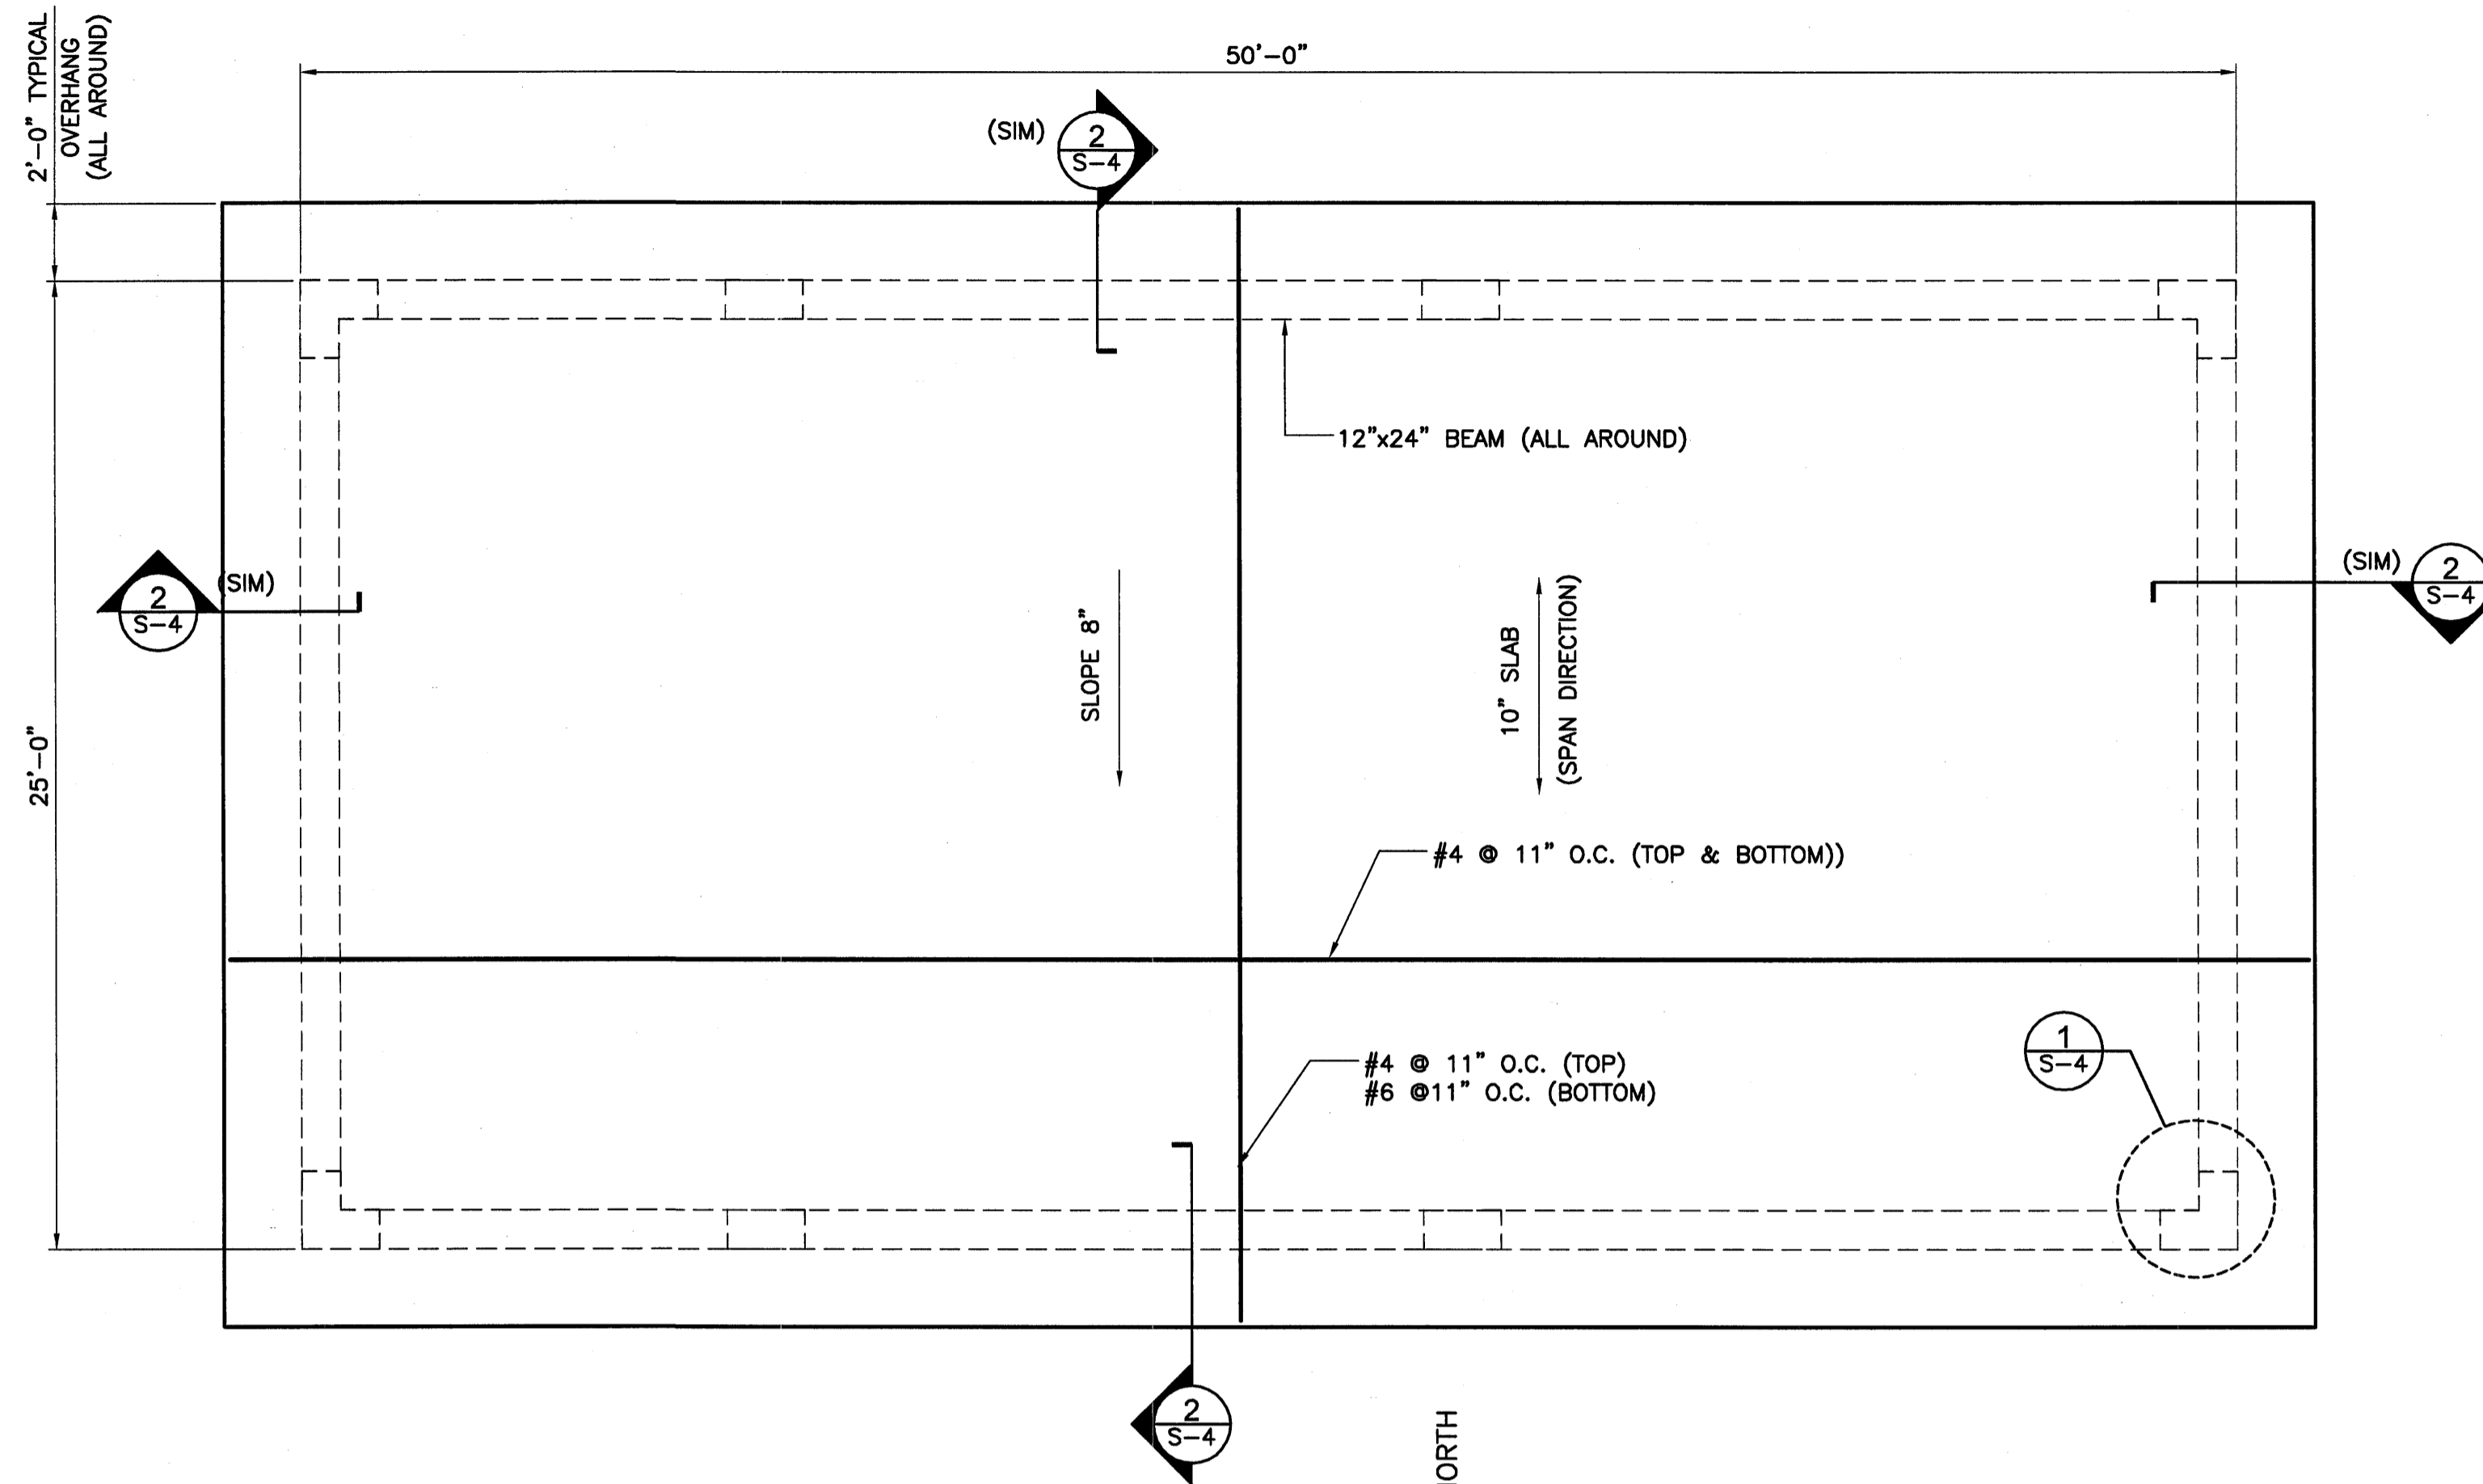 2'-0" TYPICAL
OVERHANG
(ALL AROUND)
50'-0"
(SIM)
2
S-4
12"x24" BEAM (ALL AROUND)
(SIM)
2
S-4
(SIM)
2
S-4
SLOPE 8"
10" SLAB
(SPAN DIRECTION)
25'-0"
#4 @ 11" O.C. (TOP & BOTTOM))
#4 @ 11" O.C. (TOP)
#6 @11" O.C. (BOTTOM)
1
S-4
2
S-4